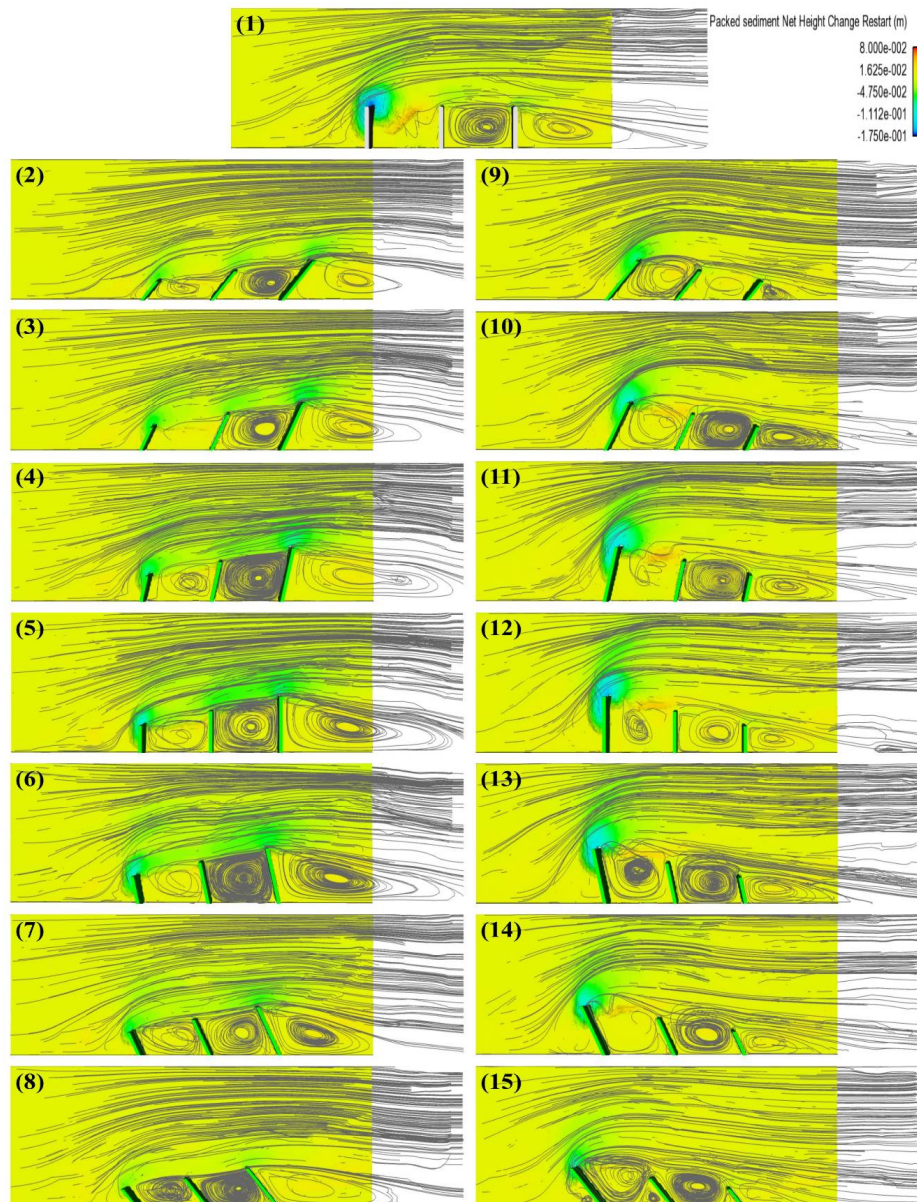 (1)
Packed sediment Net Height Change Restart (m)
8.000e-002
1.625e-002
-4.750e-002
-1.112e-001
-1.750e-001
(2)
(9)
(3)
(10)
(4)
(11)
(5)
(12)
(6)
(13)
(7)
(14)
(8)
(15)